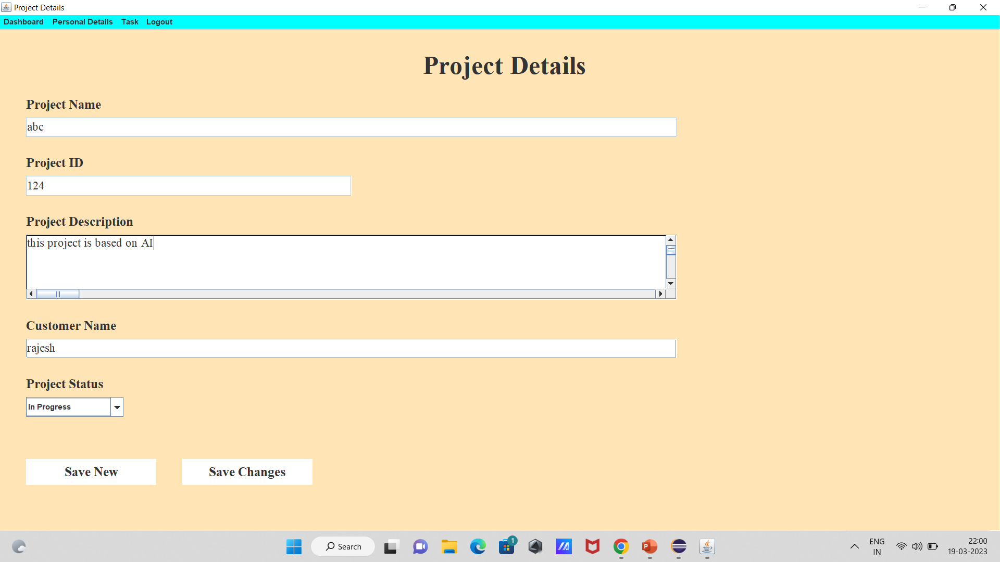 Project Details
Dashboard Personal Details Task Logout
Project Details
Project Name
abc
Project ID
124
Project Description
this project is based on AI
Customer Name
rajesh
Project Status
In Progress
Save New Save Changes
Search
1
P
ENG
IN
22:00
19-03-2023